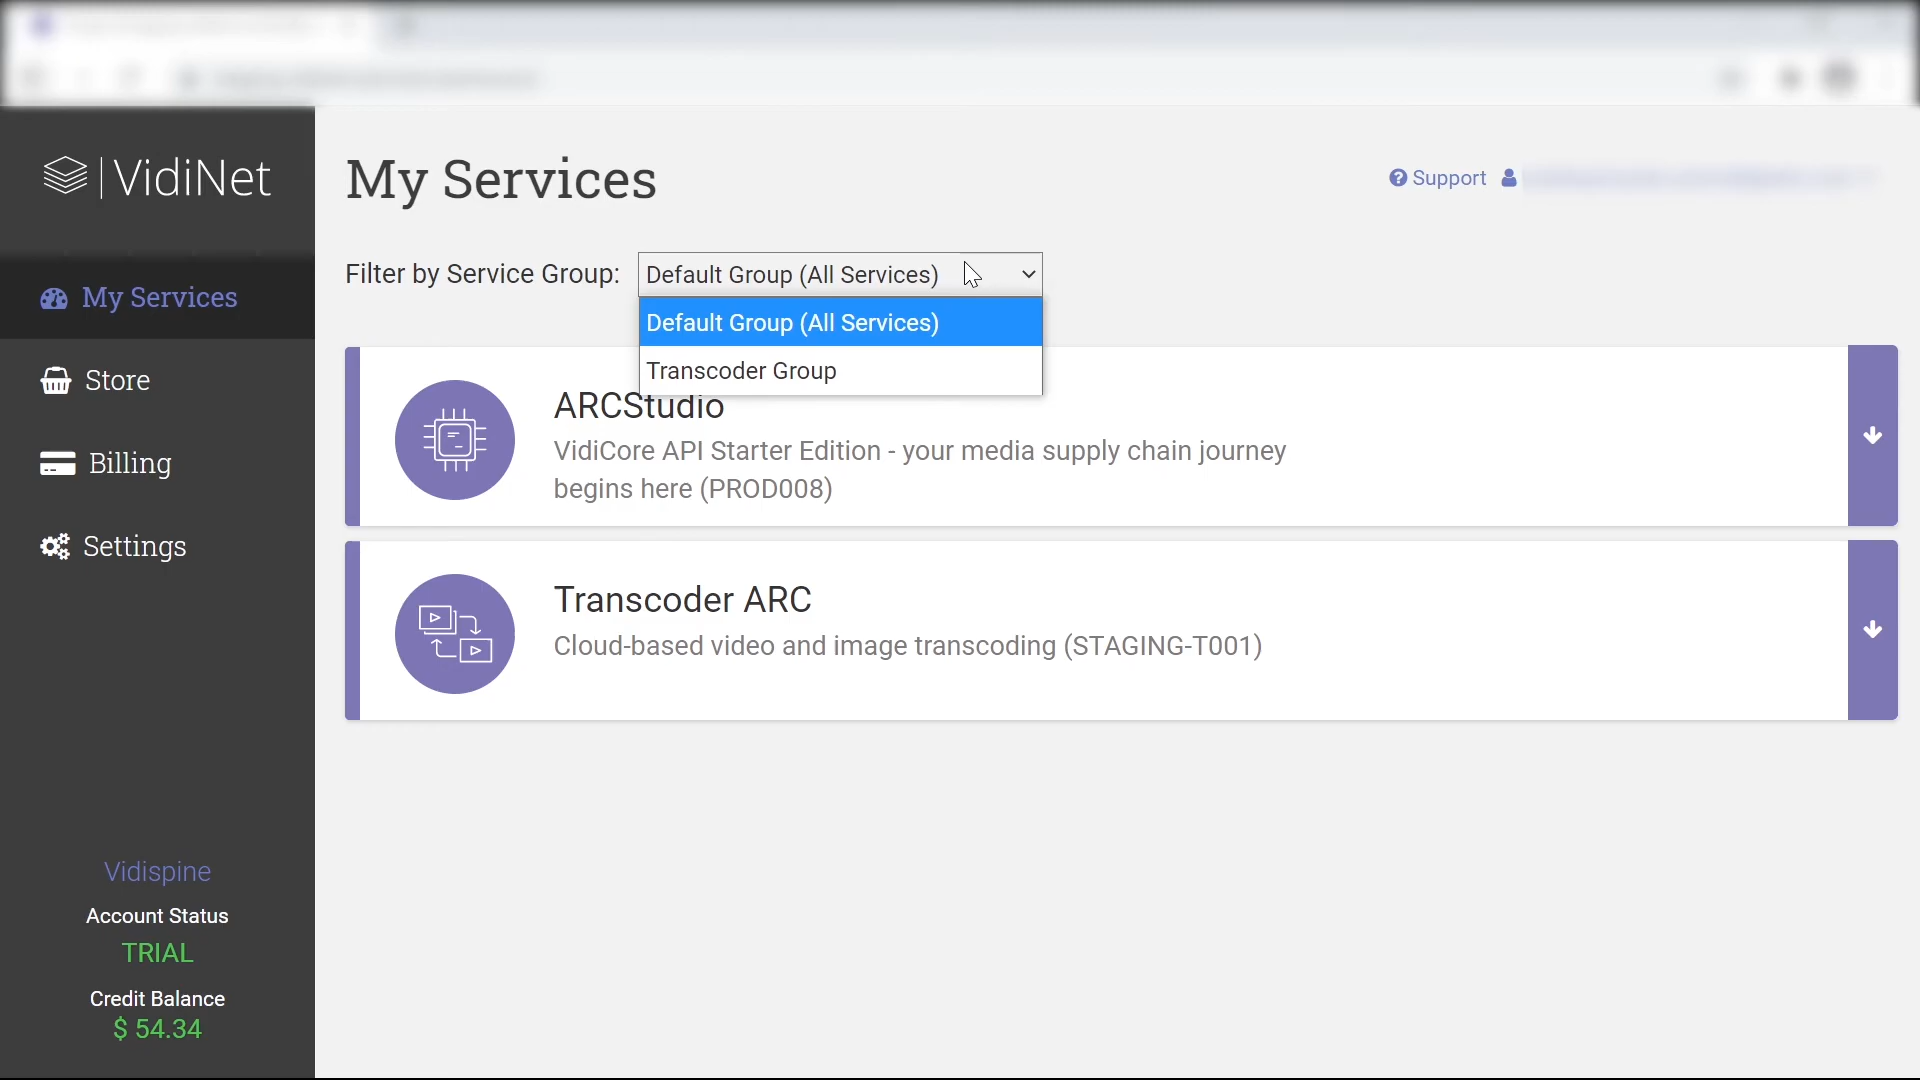 VidiNet
My Services
Support
Filter by Service Group:
Default Group (All Services)
Default Group (All Services)
Transcoder Group
My Services
Store
Billing
Settings
ARCStudio
VidiCore API Starter Edition - your media supply chain journey
begins here (PROD008)
Transcoder ARC
Cloud-based video and image transcoding (STAGING-T001)
Vidispine
Account Status
TRIAL
Credit Balance
$ 54.34